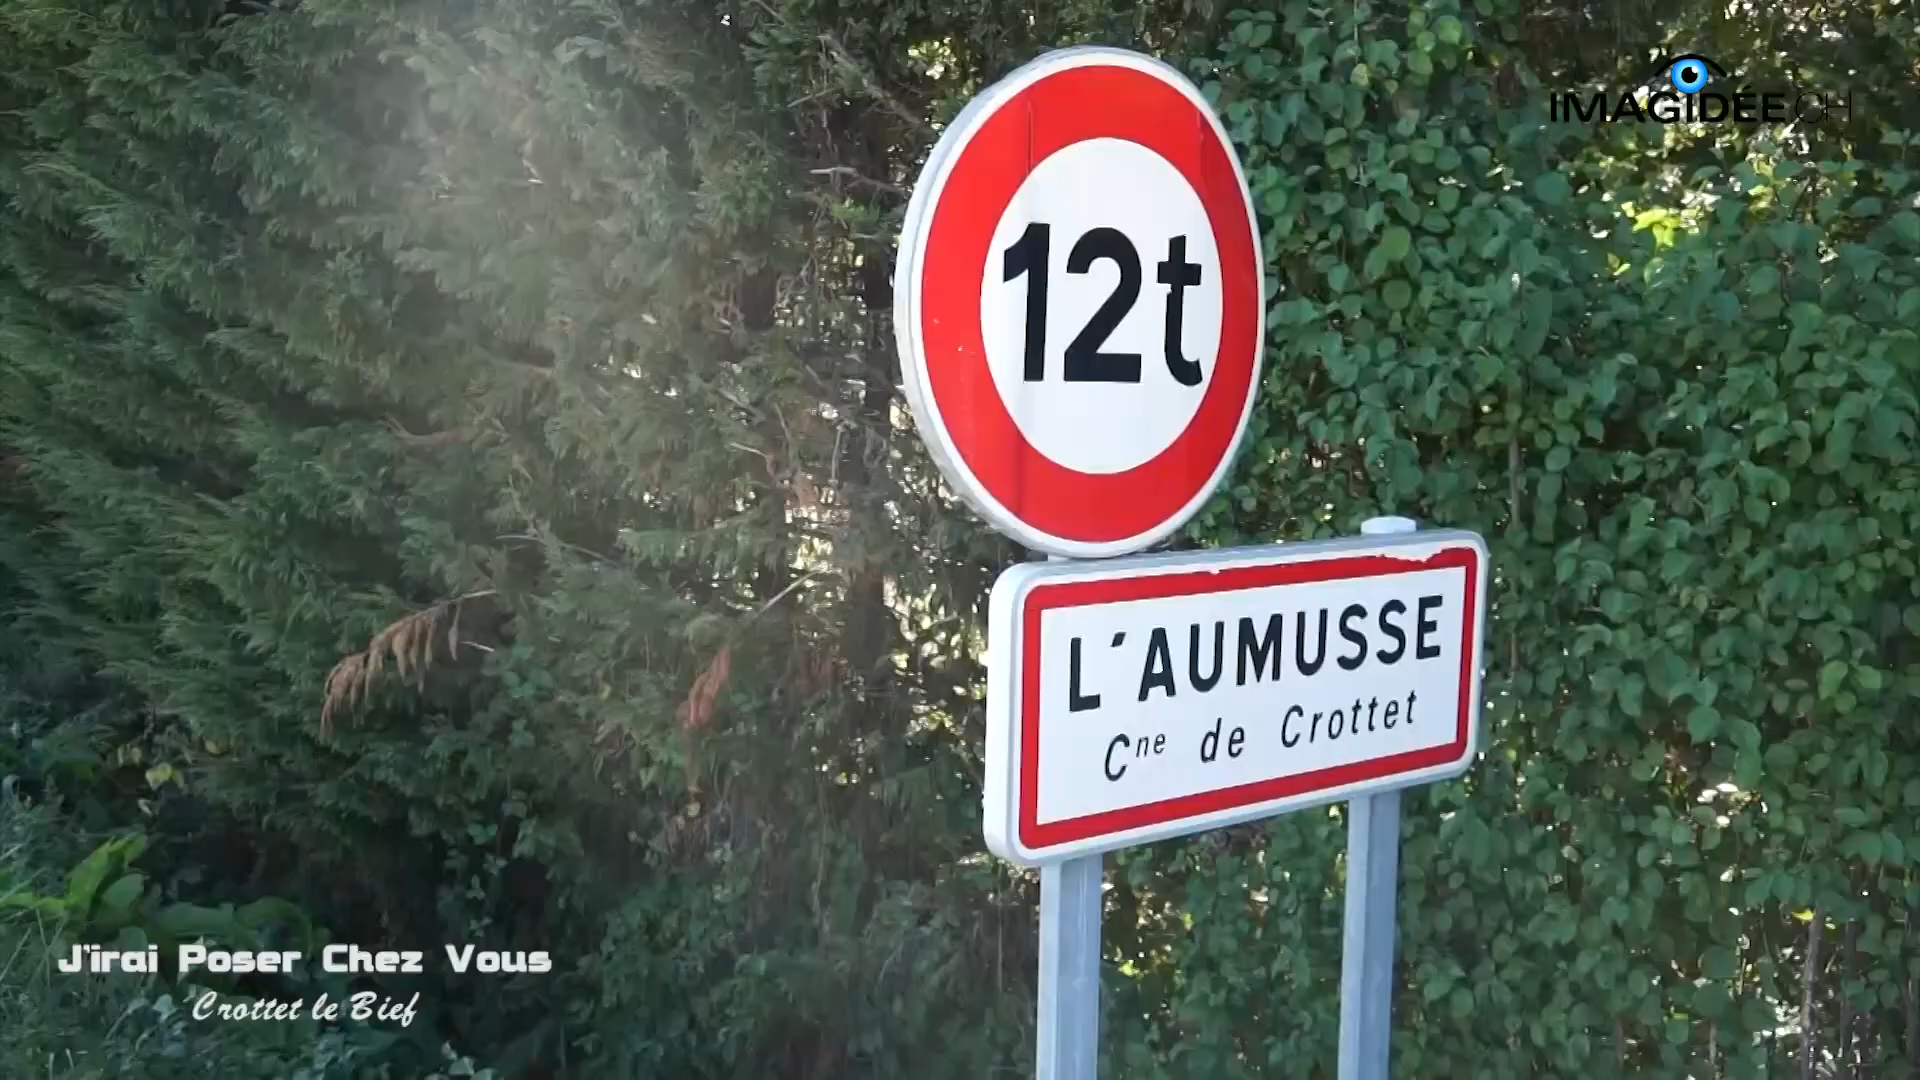 IMAGIDÉE.CH
12t
L'AUMUSSE
Cne de Crottet
J'irai Poser Chez Vous
Crottet le Bief